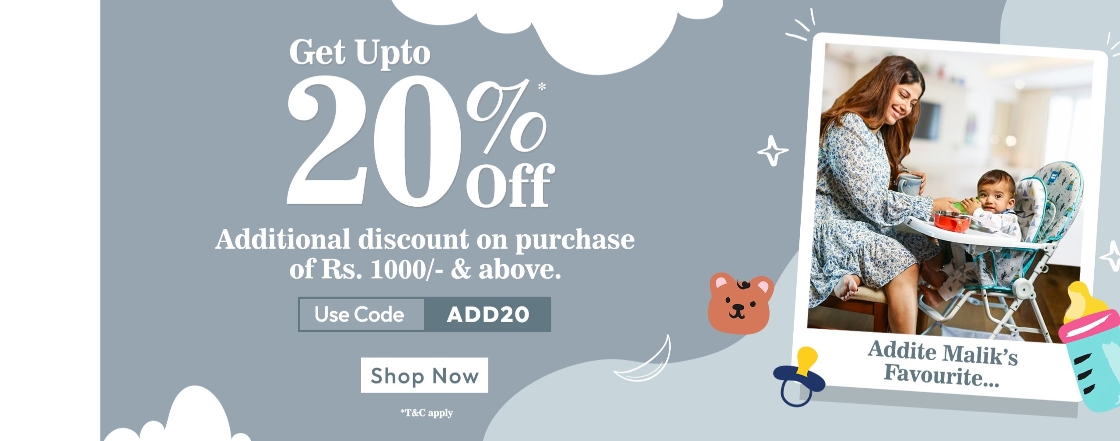 Get Upto
20%*
Off
Additional discount on purchase
of Rs. 1000/- & above.
Use Code ADD20
Shop Now
*T&C apply
Addite Malik's
Favourite...